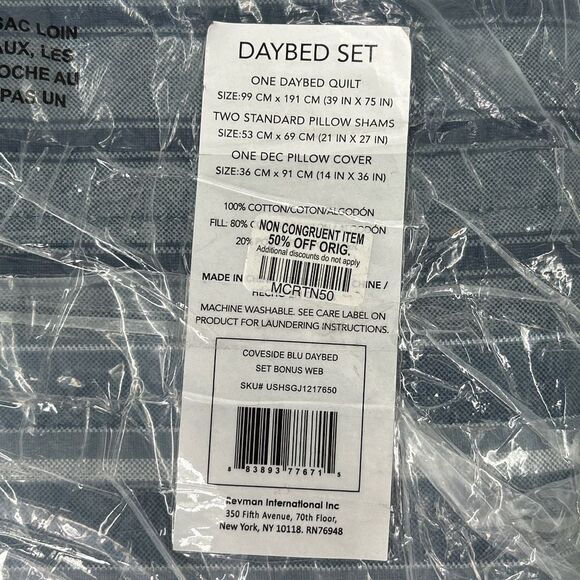 SAC LOIN
AUX, LES
OCHE AU
PAS UN
DAYBED SET
ONE DAYBED QUILT
SIZE:99 CM x 191 CM (39 IN X 75 IN)
TWO STANDARD PILLOW SHAMS
SIZE:53 CM x 69 CM (21 IN X 27 IN)
ONE DEC PILLOW COVER
SIZE:36 CM x 91 CM (14 IN X 36 IN)
100% COTTON/COTON/ALGODÓN
FILL: 80%
20%
NON CONGRUENT ITEM
50% OFF ORIG.
Additional discounts do not apply
MCRTN50
MADE IN
MACHINE WASHABLE. SEE CARE LABEL ON
PRODUCT FOR LAUNDERING INSTRUCTIONS.
COVESIDE BLU DAYBED
SET BONUS WEB
SKU# USHSGJ1217650
8 83893 77671 5
Revman International Inc
350 Fifth Avenue, 70th Floor,
New York, NY 10118. RN76948